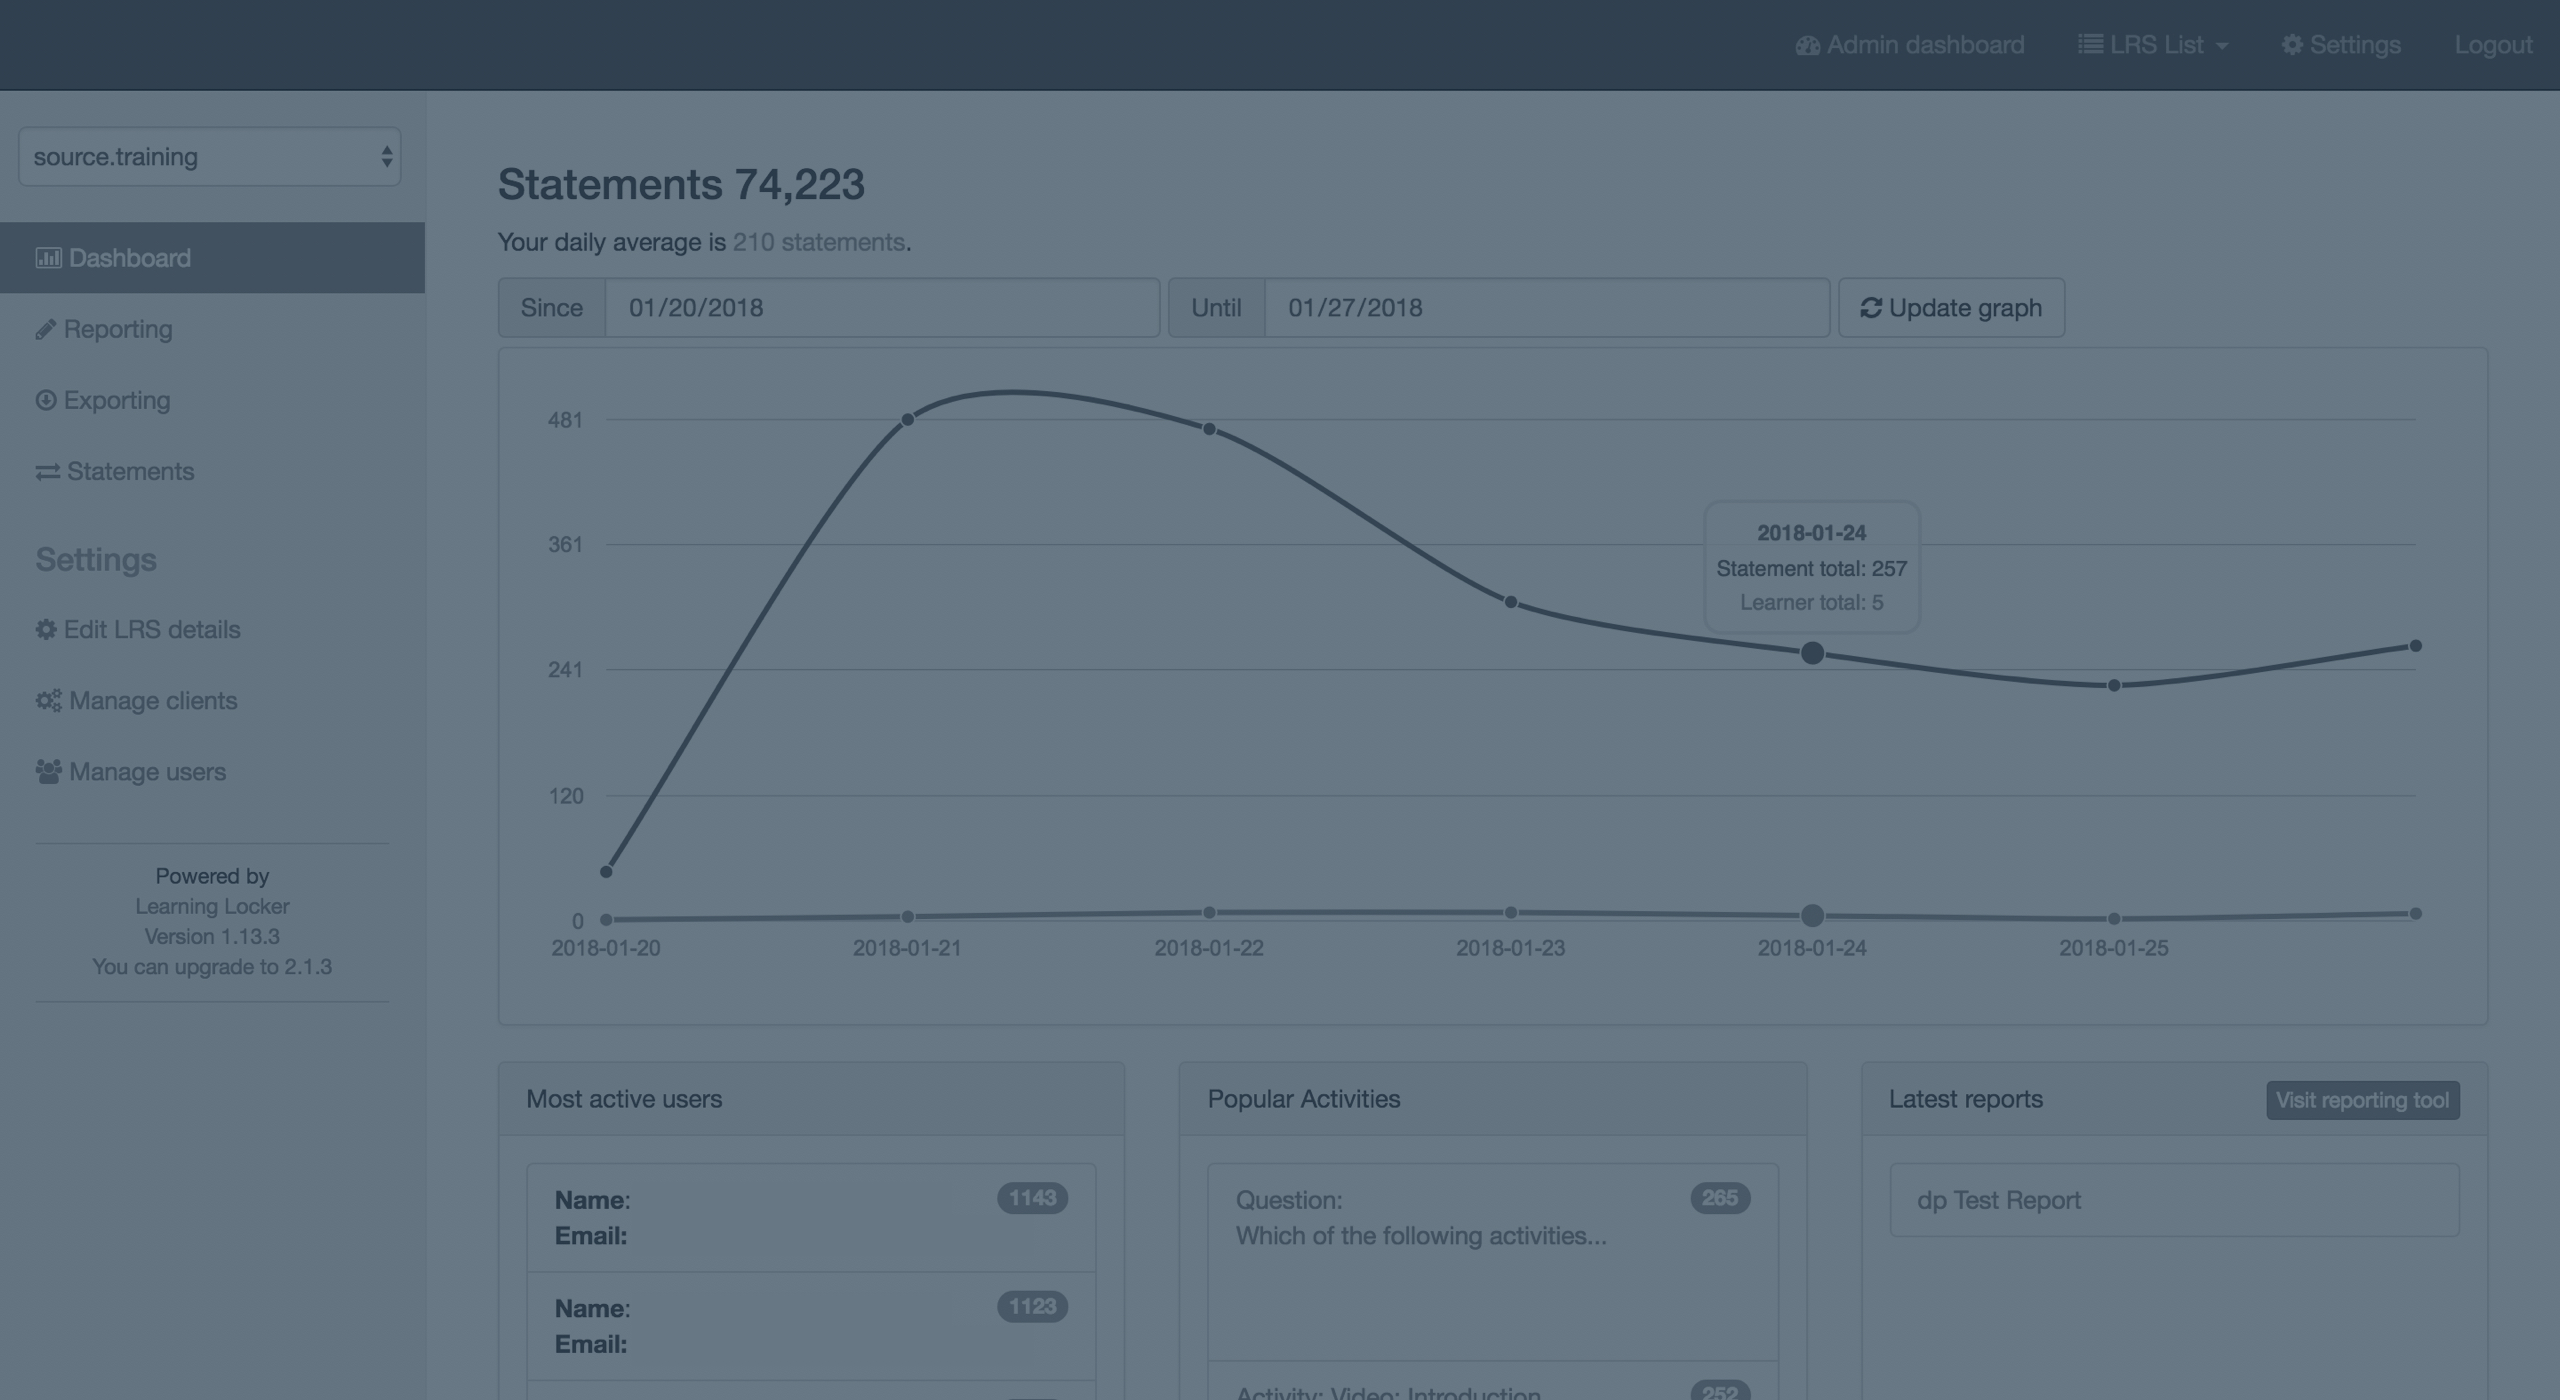 Admin dashboard LRS List Settings Logout
source.training
Dashboard
Reporting
Exporting
Statements
Settings
Edit LRS details
Manage clients
Manage users
Powered by
Learning Locker
Version 1.13.3
You can upgrade to 2.1.3
Statements 74,223
Your daily average is 210 statements.
Since 01/20/2018 Until 01/27/2018 Update graph
481
361
241
120
0
2018-01-24
Statement total: 257
Learner total: 5
2018-01-20 2018-01-21 2018-01-22 2018-01-23 2018-01-24 2018-01-25
Most active users
Name: 1143
Email:
Name: 1123
Email:
Popular Activities
Question: 265
Which of the following activities...
Activity: Video: Introduction 252
Latest reports Visit reporting tool
dp Test Report